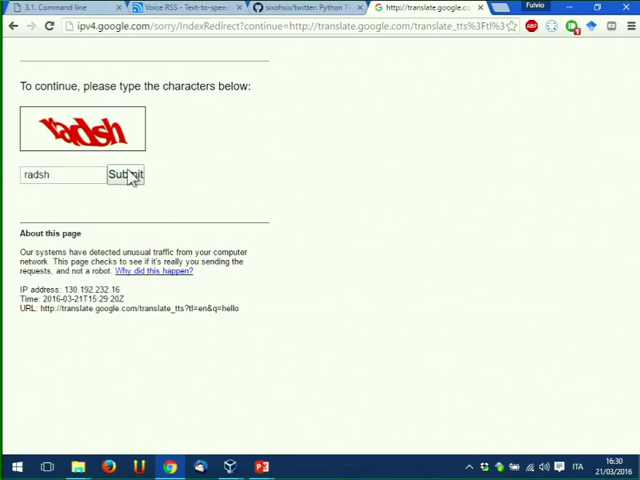 3.1. Command line
Voice RSS - Text-to-speec
sixohsix/twitter: Python T
http://translate.google.co
Fulvio
ipv4.google.com/sorry/IndexRedirect?continue=http://translate.google.com/translate_tts%3Ftl%3Den%26q
To continue, please type the characters below:
radsh
radsh
Submit
About this page
Our systems have detected unusual traffic from your computer
network. This page checks to see if it's really you sending the
requests, and not a robot. Why did this happen?
IP address: 130.192.232.16
Time: 2016-03-21T15:29:20Z
URL: http://translate.google.com/translate_tts?tl=en&q=hello
ITA
16:30
21/03/2016